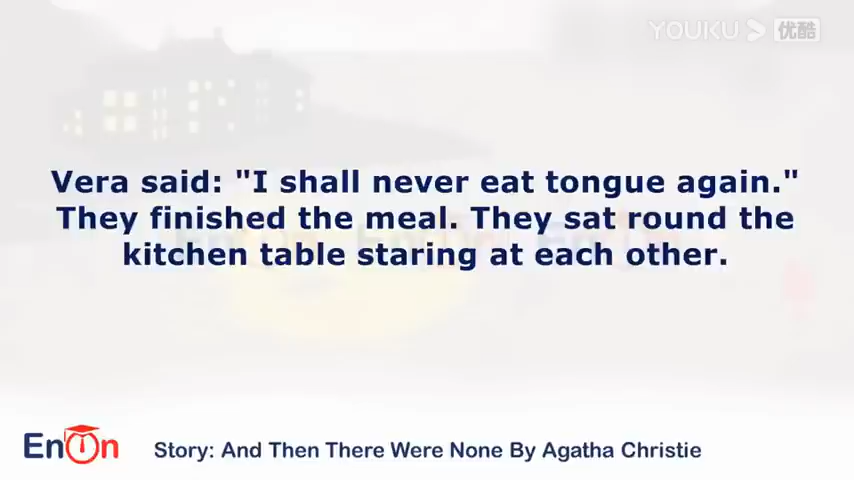 YOUKU 优酷
Vera said: "I shall never eat tongue again."
They finished the meal. They sat round the
kitchen table staring at each other.
EnOn
Story: And Then There Were None By Agatha Christie